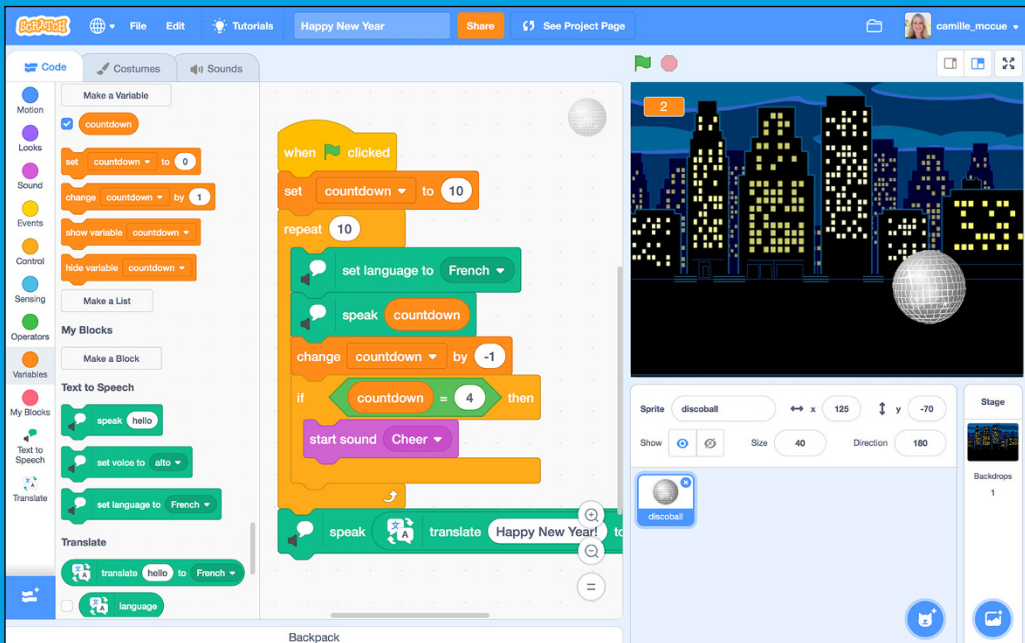 SCRATCH
File
Edit
Tutorials
Happy New Year
Share
See Project Page
camille_mccue
Code
Costumes
Sounds
Motion
Looks
Sound
Events
Control
Sensing
Operators
Variables
My Blocks
Text to Speech
Translate
Make a Variable
countdown
set countdown to 0
change countdown by 1
show variable countdown
hide variable countdown
Make a List
My Blocks
Make a Block
Text to Speech
speak hello
set voice to alto
set language to French
Translate
translate hello to French
language
when clicked
set countdown to 10
repeat 10
set language to French
speak countdown
change countdown by -1
if countdown = 4 then
start sound Cheer
speak translate Happy New Year! to
Backpack
2
Sprite discoball x 125 y -70
Show Size 40 Direction 180
discoball
Stage
Backdrops
1